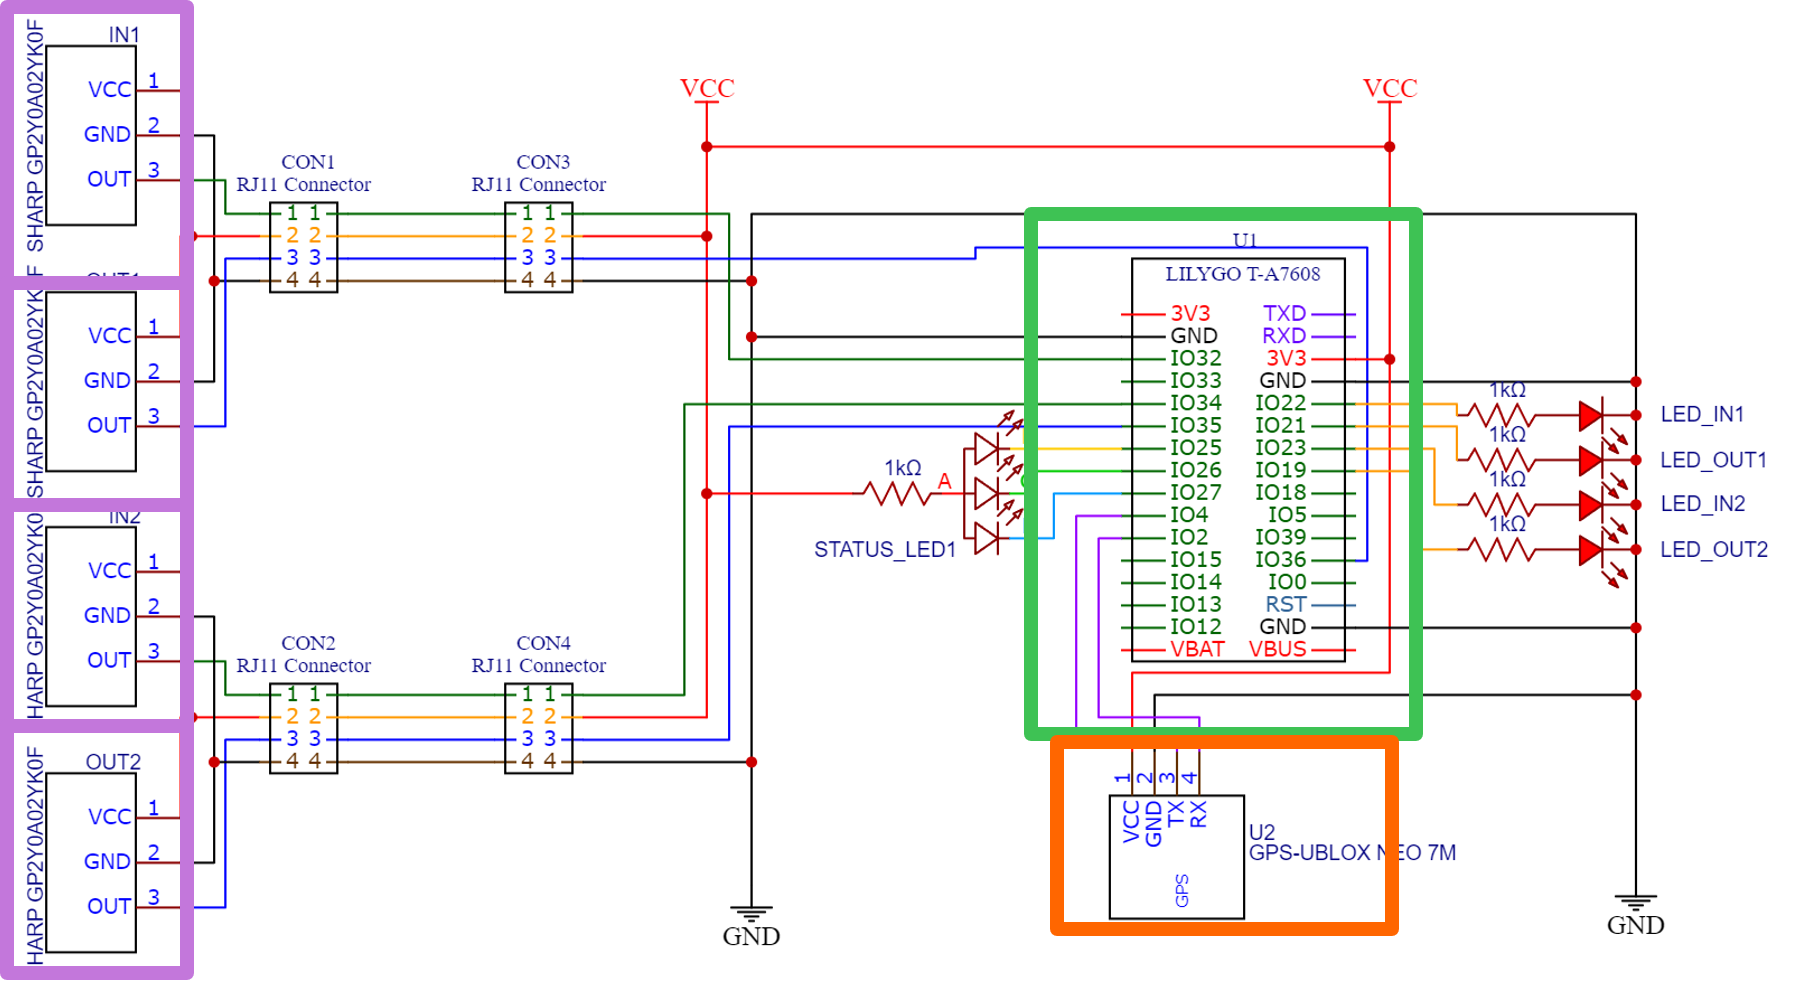 IN1
SHARP GP2Y0A02YK0F
VCC 1
GND 2
OUT 3
SHARP GP2Y0A02YK
VCC 1
GND 2
OUT 3
IN2
HARP GP2Y0A02YK0
VCC 1
GND 2
OUT 3
OUT2
HARP GP2Y0A02YK0F
VCC 1
GND 2
OUT 3
CON1
RJ11 Connector
1 1
2 2
3 3
4 4
CON3
RJ11 Connector
1 1
2 2
3 3
4 4
CON2
RJ11 Connector
1 1
2 2
3 3
4 4
CON4
RJ11 Connector
1 1
2 2
3 3
4 4
VCC
VCC
1kΩ
A
STATUS_LED1
GND
U1
LILYGO T-A7608
3V3 TXD
GND RXD
IO32 3V3
IO33 GND
IO34 IO22
IO35 IO21
IO25 IO23
IO26 IO19
IO27 IO18
IO4 IO5
IO2 IO39
IO15 IO36
IO14 IO0
IO13 RST
IO12 GND
VBAT VBUS
1kΩ
LED_IN1
1kΩ
LED_OUT1
1kΩ
LED_IN2
1kΩ
LED_OUT2
1 2 3 4
VCC GND TX RX
GPS
U2
GPS-UBLOX NEO 7M
GND